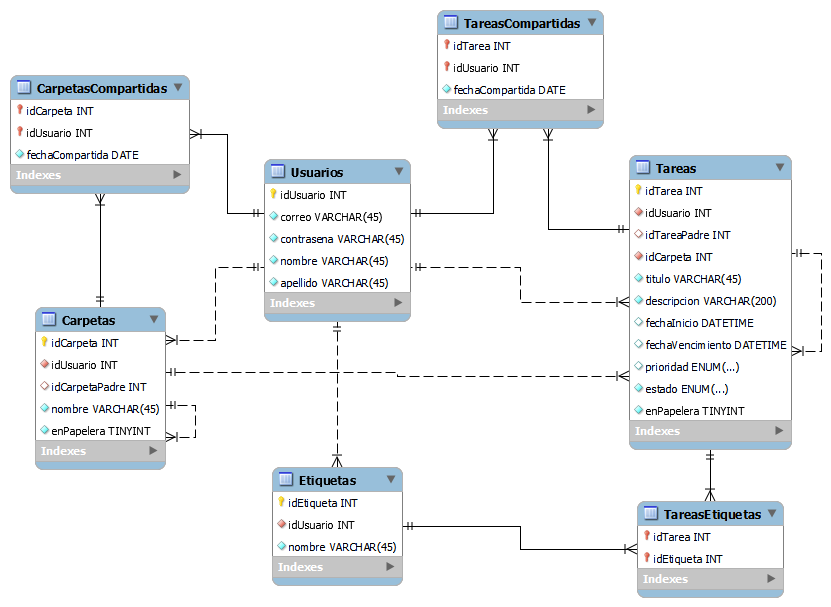 TareasCompartidas
idTarea INT
idUsuario INT
fechaCompartida DATE
Indexes
CarpetasCompartidas
idCarpeta INT
idUsuario INT
fechaCompartida DATE
Indexes
Usuarios
idUsuario INT
correo VARCHAR(45)
contrasena VARCHAR(45)
nombre VARCHAR(45)
apellido VARCHAR(45)
Indexes
Tareas
idTarea INT
idUsuario INT
idTareaPadre INT
idCarpeta INT
titulo VARCHAR(45)
descripcion VARCHAR(200)
fechaInicio DATETIME
fechaVencimiento DATETIME
prioridad ENUM(...)
estado ENUM(...)
enPapelera TINYINT
Indexes
Carpetas
idCarpeta INT
idUsuario INT
idCarpetaPadre INT
nombre VARCHAR(45)
enPapelera TINYINT
Indexes
Etiquetas
idEtiqueta INT
idUsuario INT
nombre VARCHAR(45)
Indexes
TareasEtiquetas
idTarea INT
idEtiqueta INT
Indexes